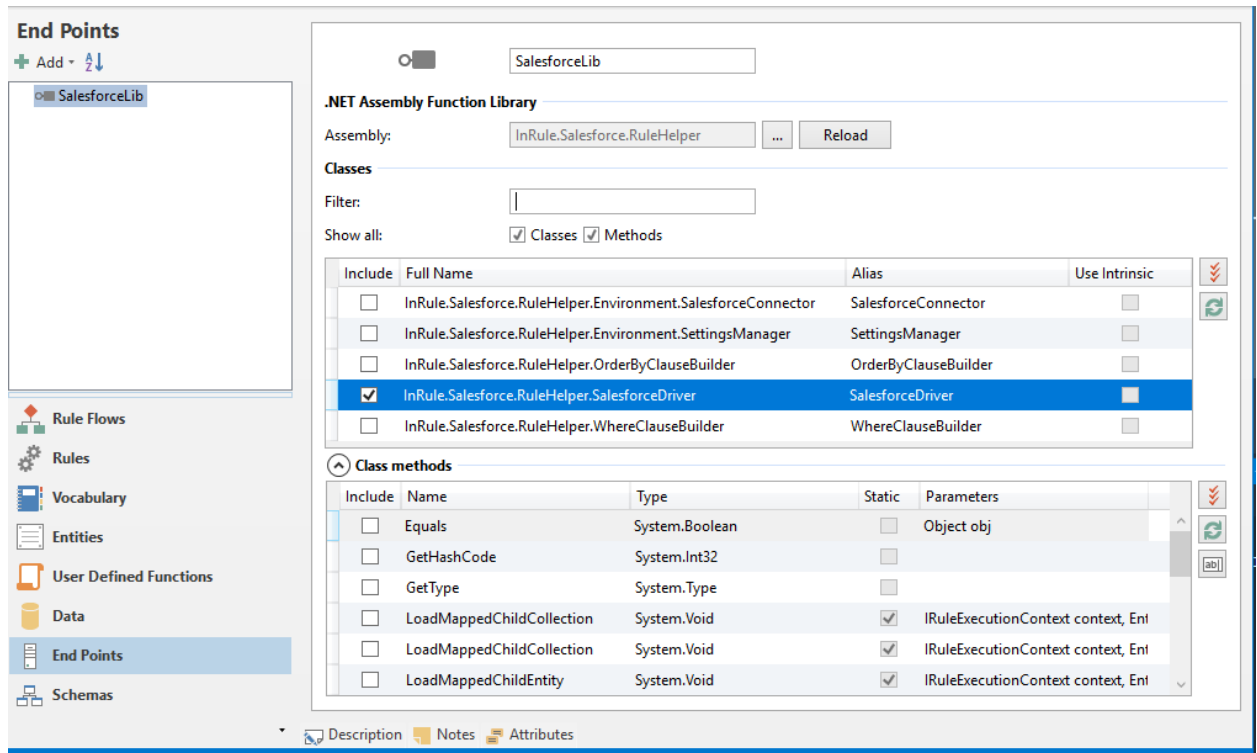 End Points
Add
SalesforceLib
Rule Flows
Rules
Vocabulary
Entities
User Defined Functions
Data
End Points
Schemas
SalesforceLib
.NET Assembly Function Library
Assembly: InRule.Salesforce.RuleHelper ... Reload
Classes
Filter:
Show all: Classes Methods
Include Full Name Alias Use Intrinsic
InRule.Salesforce.RuleHelper.Environment.SalesforceConnector SalesforceConnector
InRule.Salesforce.RuleHelper.Environment.SettingsManager SettingsManager
InRule.Salesforce.RuleHelper.OrderByClauseBuilder OrderByClauseBuilder
InRule.Salesforce.RuleHelper.SalesforceDriver SalesforceDriver
InRule.Salesforce.RuleHelper.WhereClauseBuilder WhereClauseBuilder
Class methods
Include Name Type Static Parameters
Equals System.Boolean Object obj
GetHashCode System.Int32
GetType System.Type
LoadMappedChildCollection System.Void IRuleExecutionContext context, Ent
LoadMappedChildCollection System.Void IRuleExecutionContext context, Ent
LoadMappedChildEntity System.Void IRuleExecutionContext context, Ent
Description Notes Attributes